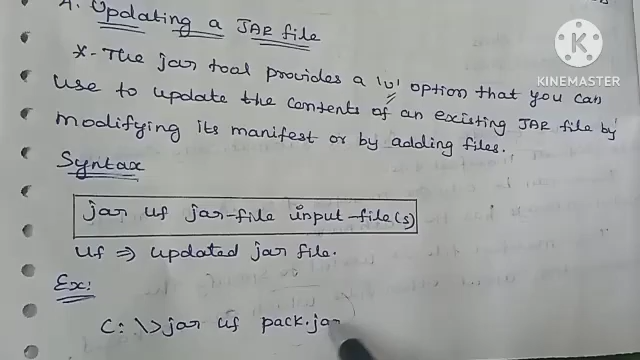 4. Updating a JAR file
KINEMASTER
* - The jar tool provides a 'u' option that you can
use to update the contents of an existing JAR file by
modifying its manifest or by adding files.
Syntax
jar uf jar-file input-file(s)
uf ⇒ updated jar file.
Ex:
C:\>jar uf pack.jar